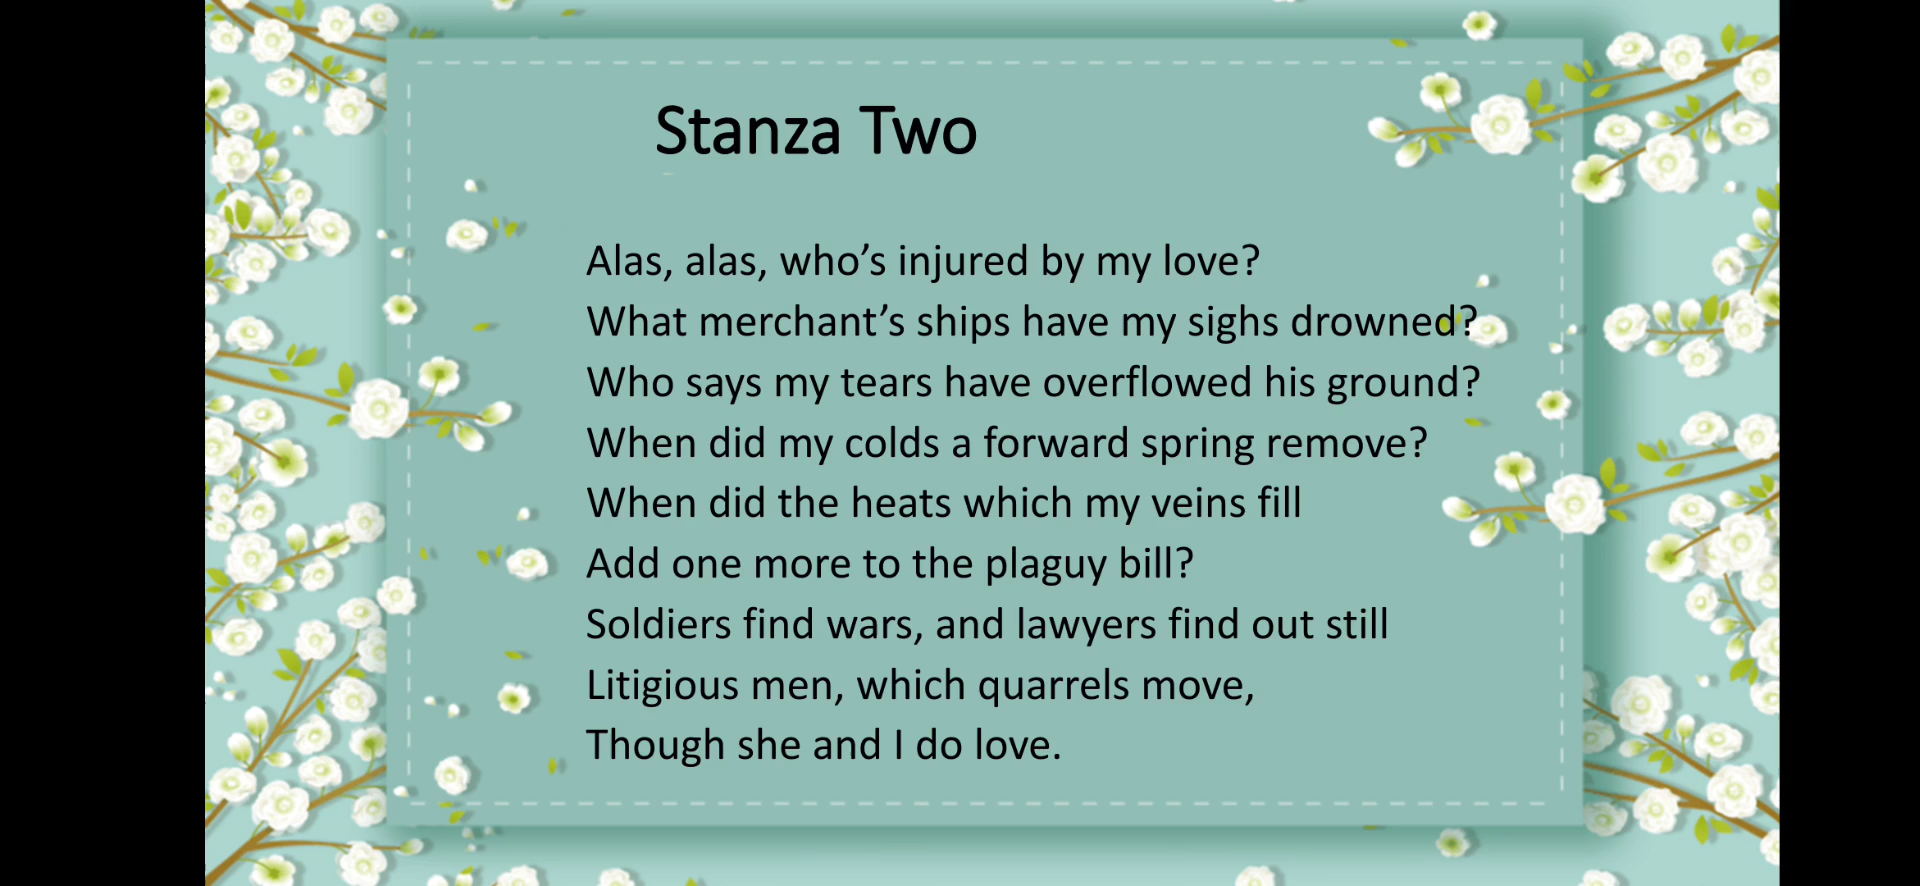 Stanza Two
Alas, alas, who’s injured by my love?
What merchant’s ships have my sighs drowned?
Who says my tears have overflowed his ground?
When did my colds a forward spring remove?
When did the heats which my veins fill
Add one more to the plaguy bill?
Soldiers find wars, and lawyers find out still
Litigious men, which quarrels move,
Though she and I do love.